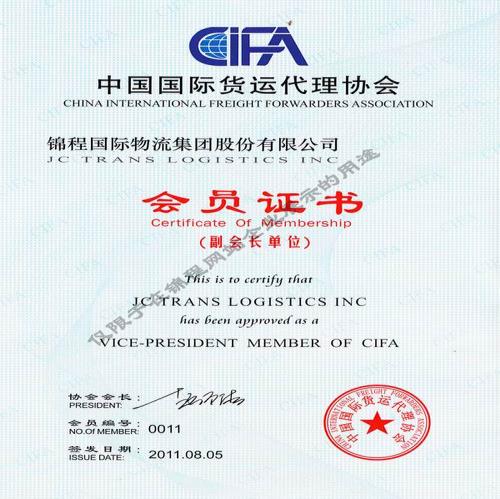 CIFA
中国国际货运代理协会
CHINA INTERNATIONAL FREIGHT FORWARDERS ASSOCIATION
锦程国际物流集团股份有限公司
JC TRANS LOGISTICS INC
会员证书
Certificate Of Membership
(副会长单位)
This is to certify that
JC TRANS LOGISTICS INC
has been approved as a
VICE-PRESIDENT MEMBER OF CIFA
仅限于在锦程网站企业展示的用途
协会会长:
PRESIDENT:
会员编号:
NO.Of MEMBER: 0011
签发日期:
ISSUE DATE: 2011.08.05
CHINA INTERNATIONAL FREIGHT FORWARDERS ASSOCIATION
中国国际货运代理协会